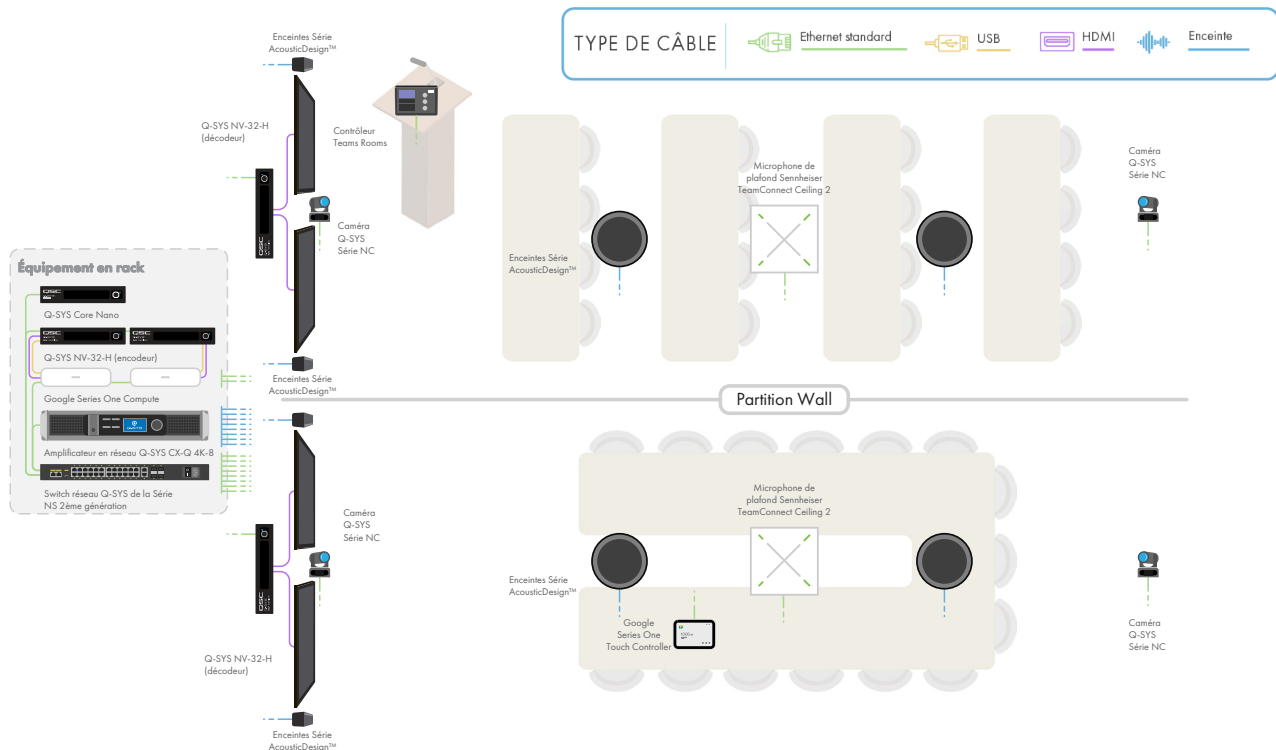 TYPE DE CÂBLE
Ethernet standard
USB
HDMI
Enceinte
Enceintes Série
AcousticDesign™
Q-SYS NV-32-H
(décodeur)
Contrôleur
Teams Rooms
Caméra
Q-SYS
Série NC
QSC
Microphone de
plafond Sennheiser
TeamConnect Ceiling 2
Enceintes Série
AcousticDesign™
Caméra
Q-SYS
Série NC
Équipement en rack
QSC
Q-SYS Core Nano
QSC
QSC
Q-SYS NV-32-H (encodeur)
Google Series One Compute
Amplificateur en réseau Q-SYS CX-Q 4K-8
Switch réseau Q-SYS de la Série
NS 2ème génération
Enceintes Série
AcousticDesign™
Partition Wall
Caméra
Q-SYS
Série NC
QSC
Q-SYS NV-32-H
(décodeur)
Enceintes Série
AcousticDesign™
Microphone de
plafond Sennheiser
TeamConnect Ceiling 2
Enceintes Série
AcousticDesign™
Google
Series One
Touch Controller
Caméra
Q-SYS
Série NC